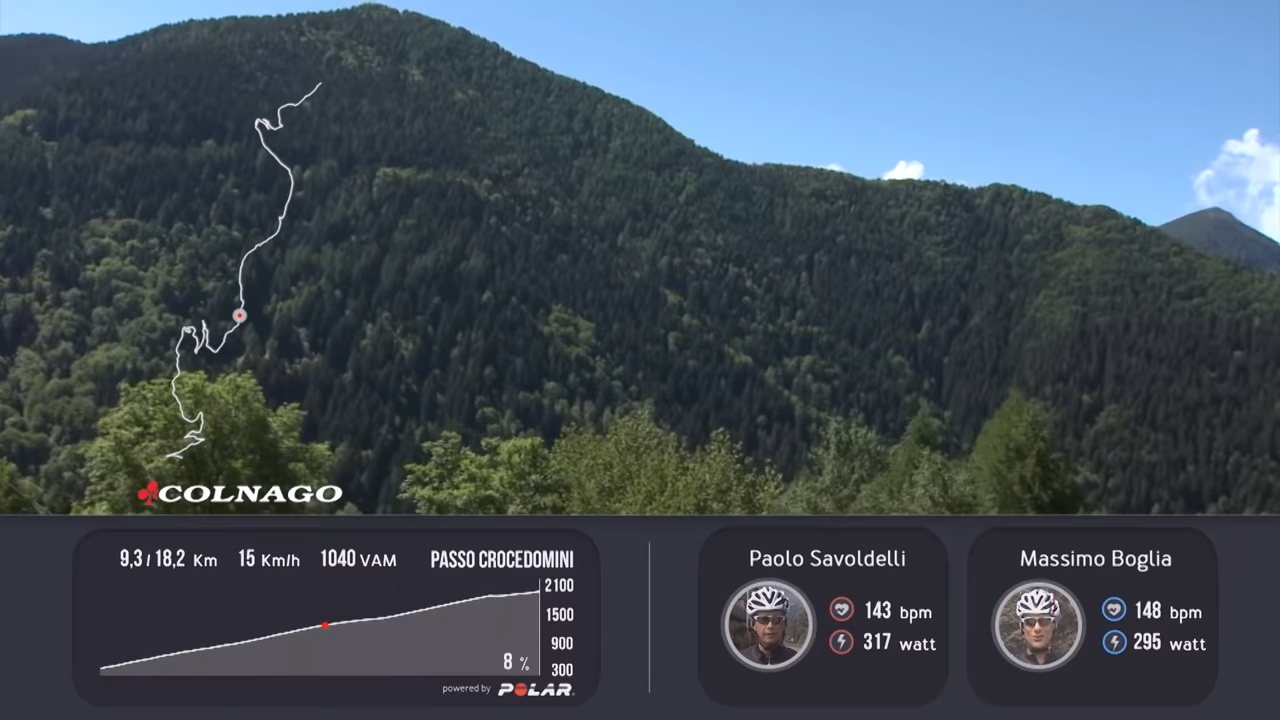 COLNAGO
9,3 / 18,2 Km 15 Km/h 1040 VAM PASSO CROCEDOMINI
2100
1500
900
300
8 %
powered by POLAR
Paolo Savoldelli
143 bpm
317 watt
Massimo Boglia
148 bpm
295 watt